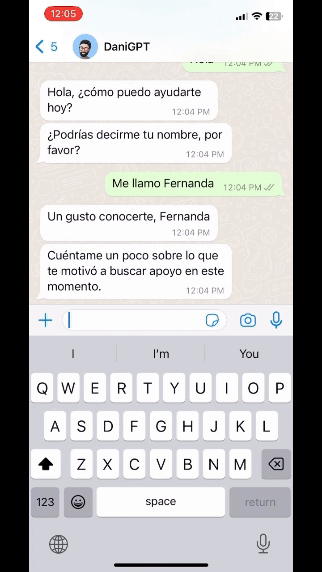 12:05
22
5
DaniGPT
Hola
12:04 PM
Hola, ¿cómo puedo ayudarte
hoy?
12:04 PM
¿Podrías decirme tu nombre, por
favor?
12:04 PM
Me llamo Fernanda
12:04 PM
Un gusto conocerte, Fernanda
12:04 PM
Cuéntame un poco sobre lo que
te motivó a buscar apoyo en este
momento.
12:04 PM
I I'm You
Q W E R T Y U I O P
A S D F G H J K L
Z X C V B N M
123 space return